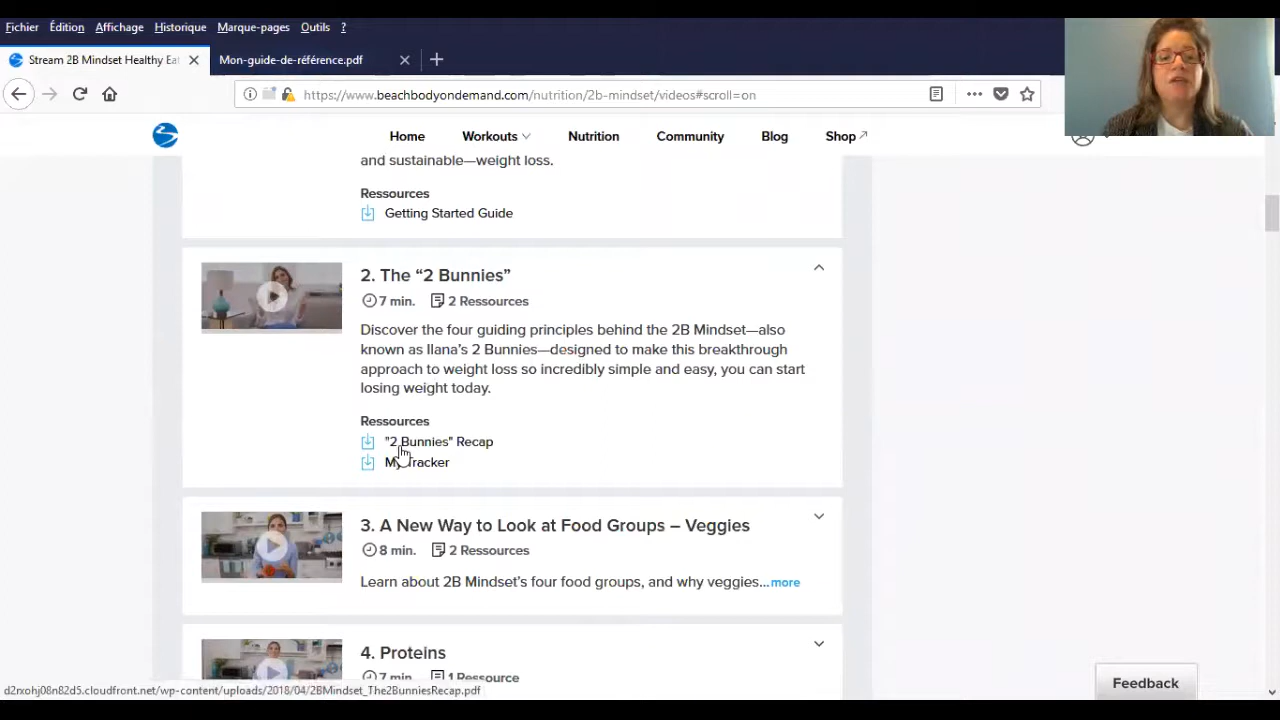 Fichier Édition Affichage Historique Marque-pages Outils ?
Stream 2B Mindset Healthy Eat
Mon-guide-de-référence.pdf
https://www.beachbodyondemand.com/nutrition/2b-mindset/videos#scroll=on
Home Workouts Nutrition Community Blog Shop
and sustainable—weight loss.
Ressources
Getting Started Guide
2. The “2 Bunnies”
7 min. 2 Ressources
Discover the four guiding principles behind the 2B Mindset—also
known as Ilana’s 2 Bunnies—designed to make this breakthrough
approach to weight loss so incredibly simple and easy, you can start
losing weight today.
Ressources
"2 Bunnies" Recap
My Tracker
3. A New Way to Look at Food Groups – Veggies
8 min. 2 Ressources
Learn about 2B Mindset’s four food groups, and why veggies...more
4. Proteins
7 min. 1 Ressource
Feedback
d2rxohj08n82d5.cloudfront.net/wp-content/uploads/2018/04/2BMindset_The2BunniesRecap.pdf